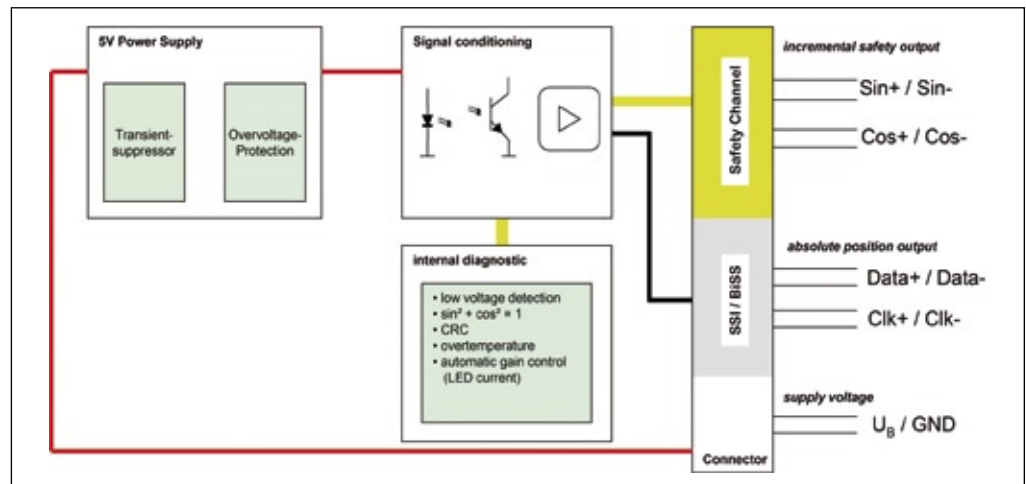 5V Power Supply
Transient-
suppressor
Overvoltage-
Protection
Signal conditioning
internal diagnostic
• low voltage detection
• sin² + cos² = 1
• CRC
• overtemperature
• automatic gain control
(LED current)
Safety Channel
SSI / BiSS
Connector
incremental safety output
Sin+ / Sin-
Cos+ / Cos-
absolute position output
Data+ / Data-
Clk+ / Clk-
supply voltage
U_B / GND